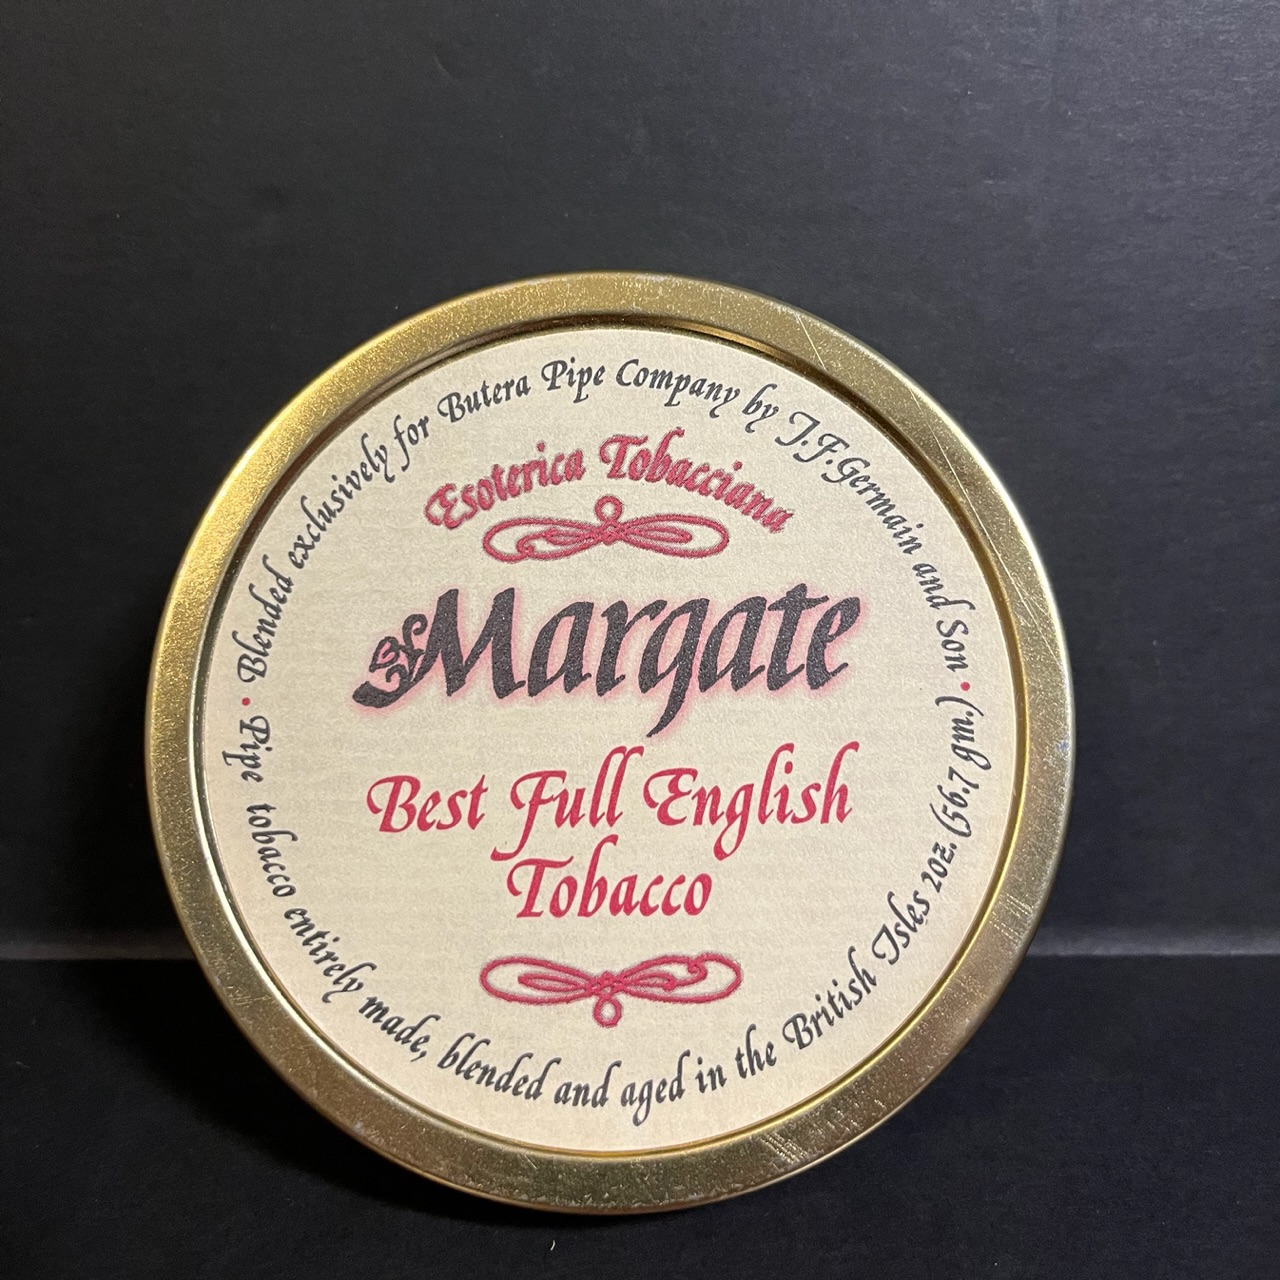 Blended exclusively for Butera Pipe Company by J.F.Germain and Son •
Esoterica Tobacciana
Margate
Best Full English
Tobacco
Pipe tobacco entirely made, blended and aged in the British Isles 2oz. (56.7 gm.) •